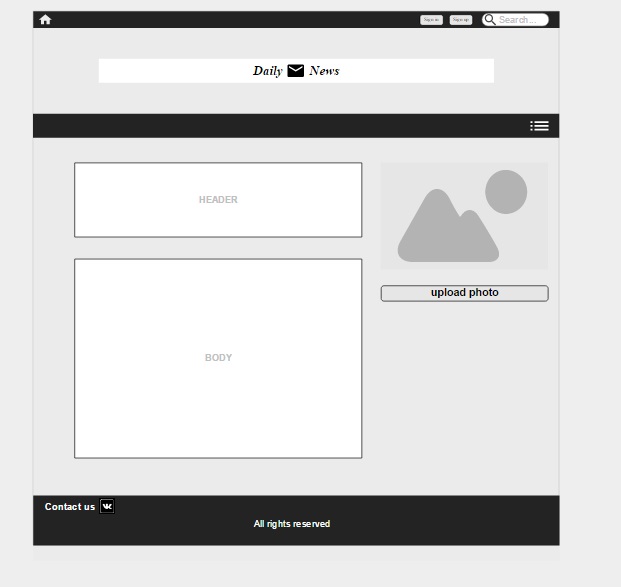 Sign in
Sign up
Search...
Daily News
HEADER
upload photo
BODY
Contact us
All rights reserved